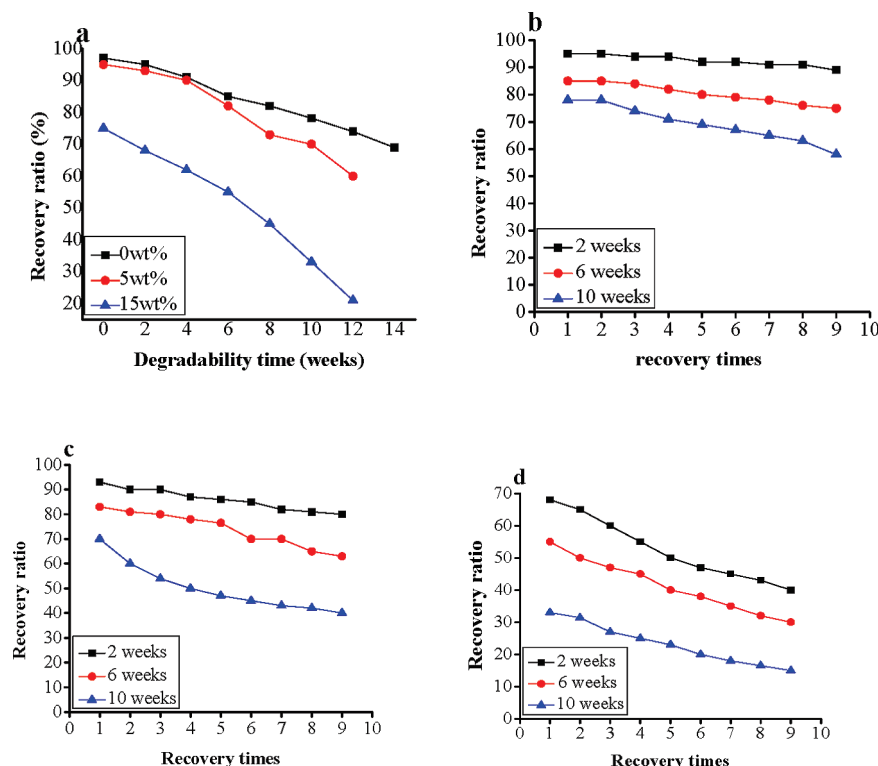 a
100
90
80
70
60
50
40
30
20
Recovery ratio (%)
0wt%
5wt%
15wt%
0 2 4 6 8 10 12 14
Degradability time (weeks)
b
100
90
80
70
60
50
40
30
20
10
0
Recovery ratio
2 weeks
6 weeks
10 weeks
0 1 2 3 4 5 6 7 8 9 10
recovery times
c
100
90
80
70
60
50
40
30
20
10
0
Recovery ratio
2 weeks
6 weeks
10 weeks
0 1 2 3 4 5 6 7 8 9 10
Recovery times
d
70
60
50
40
30
20
10
0
Recovery ratio
2 weeks
6 weeks
10 weeks
0 1 2 3 4 5 6 7 8 9 10
Recovery times